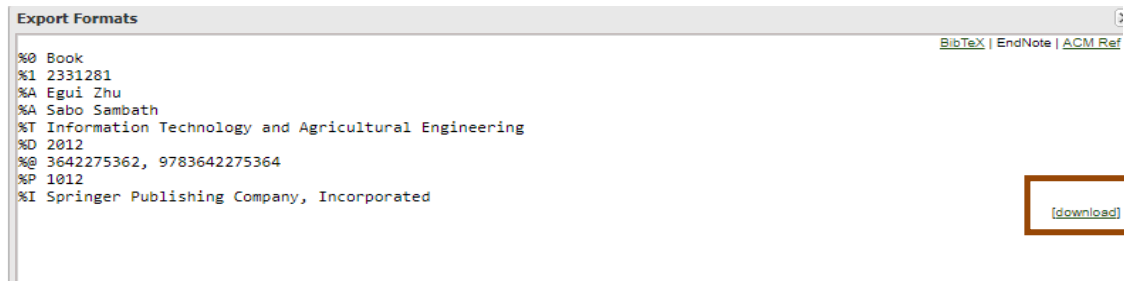 Export Formats
BibTeX | EndNote | ACM Ref
%0 Book
%1 2331281
%A Egui Zhu
%A Sabo Sambath
%T Information Technology and Agricultural Engineering
%D 2012
%@ 3642275362, 9783642275364
%P 1012
%I Springer Publishing Company, Incorporated
[download]